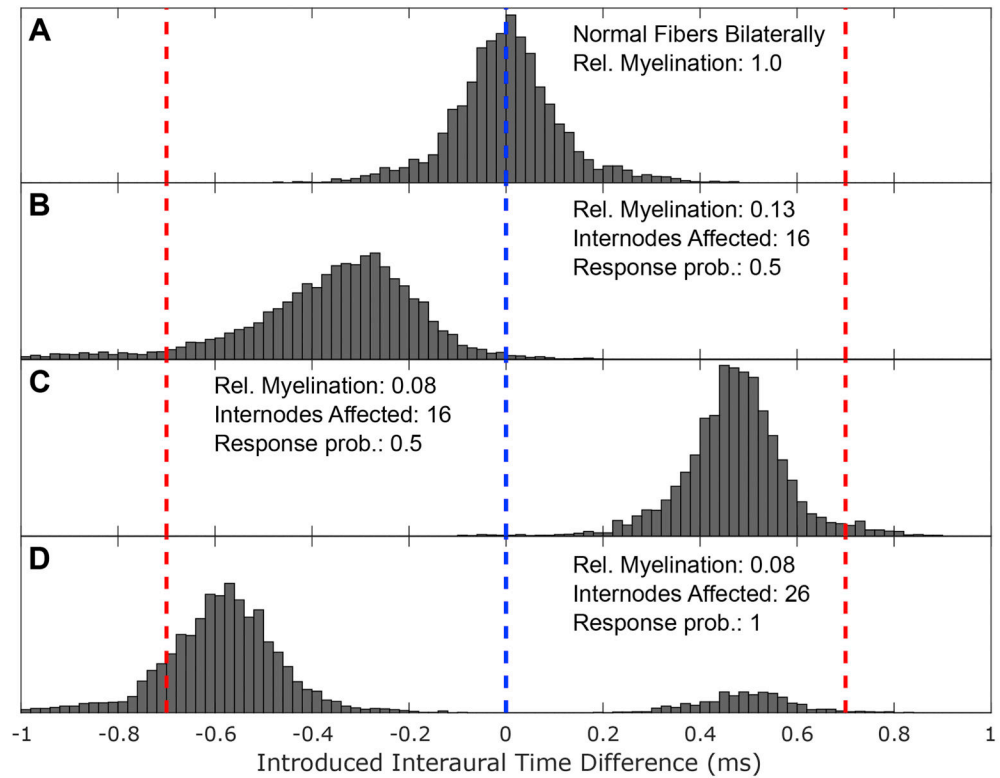 A
Normal Fibers Bilaterally
Rel. Myelination: 1.0
B
Rel. Myelination: 0.13
Internodes Affected: 16
Response prob.: 0.5
C
Rel. Myelination: 0.08
Internodes Affected: 16
Response prob.: 0.5
D
Rel. Myelination: 0.08
Internodes Affected: 26
Response prob.: 1
-1 -0.8 -0.6 -0.4 -0.2 0 0.2 0.4 0.6 0.8 1
Introduced Interaural Time Difference (ms)